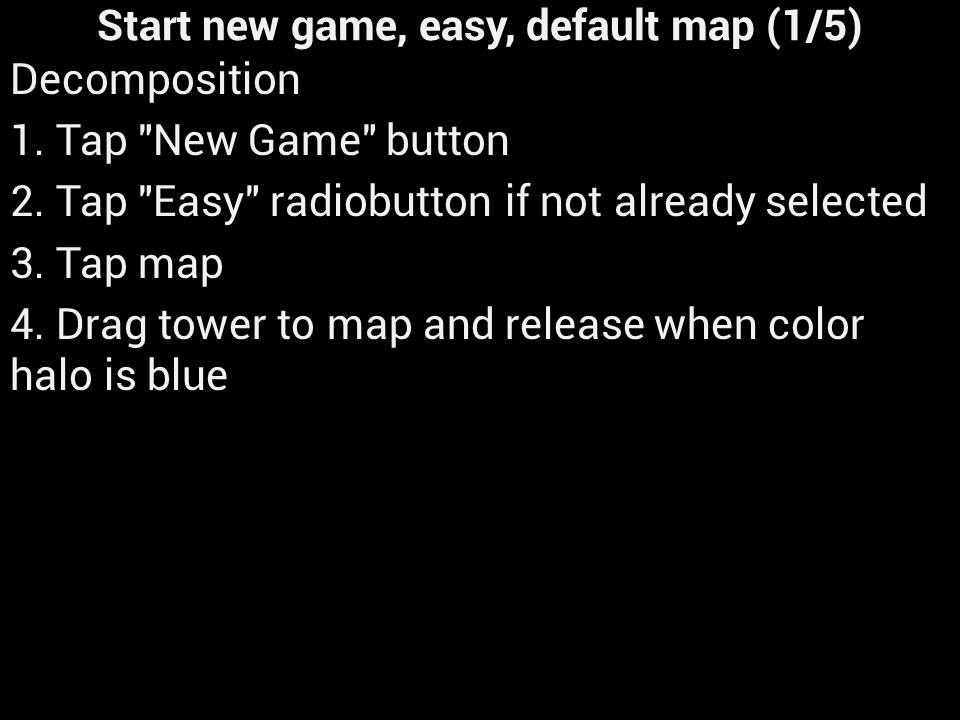 Start new game, easy, default map (1/5)
Decomposition
1. Tap "New Game" button
2. Tap "Easy" radiobutton if not already selected
3. Tap map
4. Drag tower to map and release when color
halo is blue